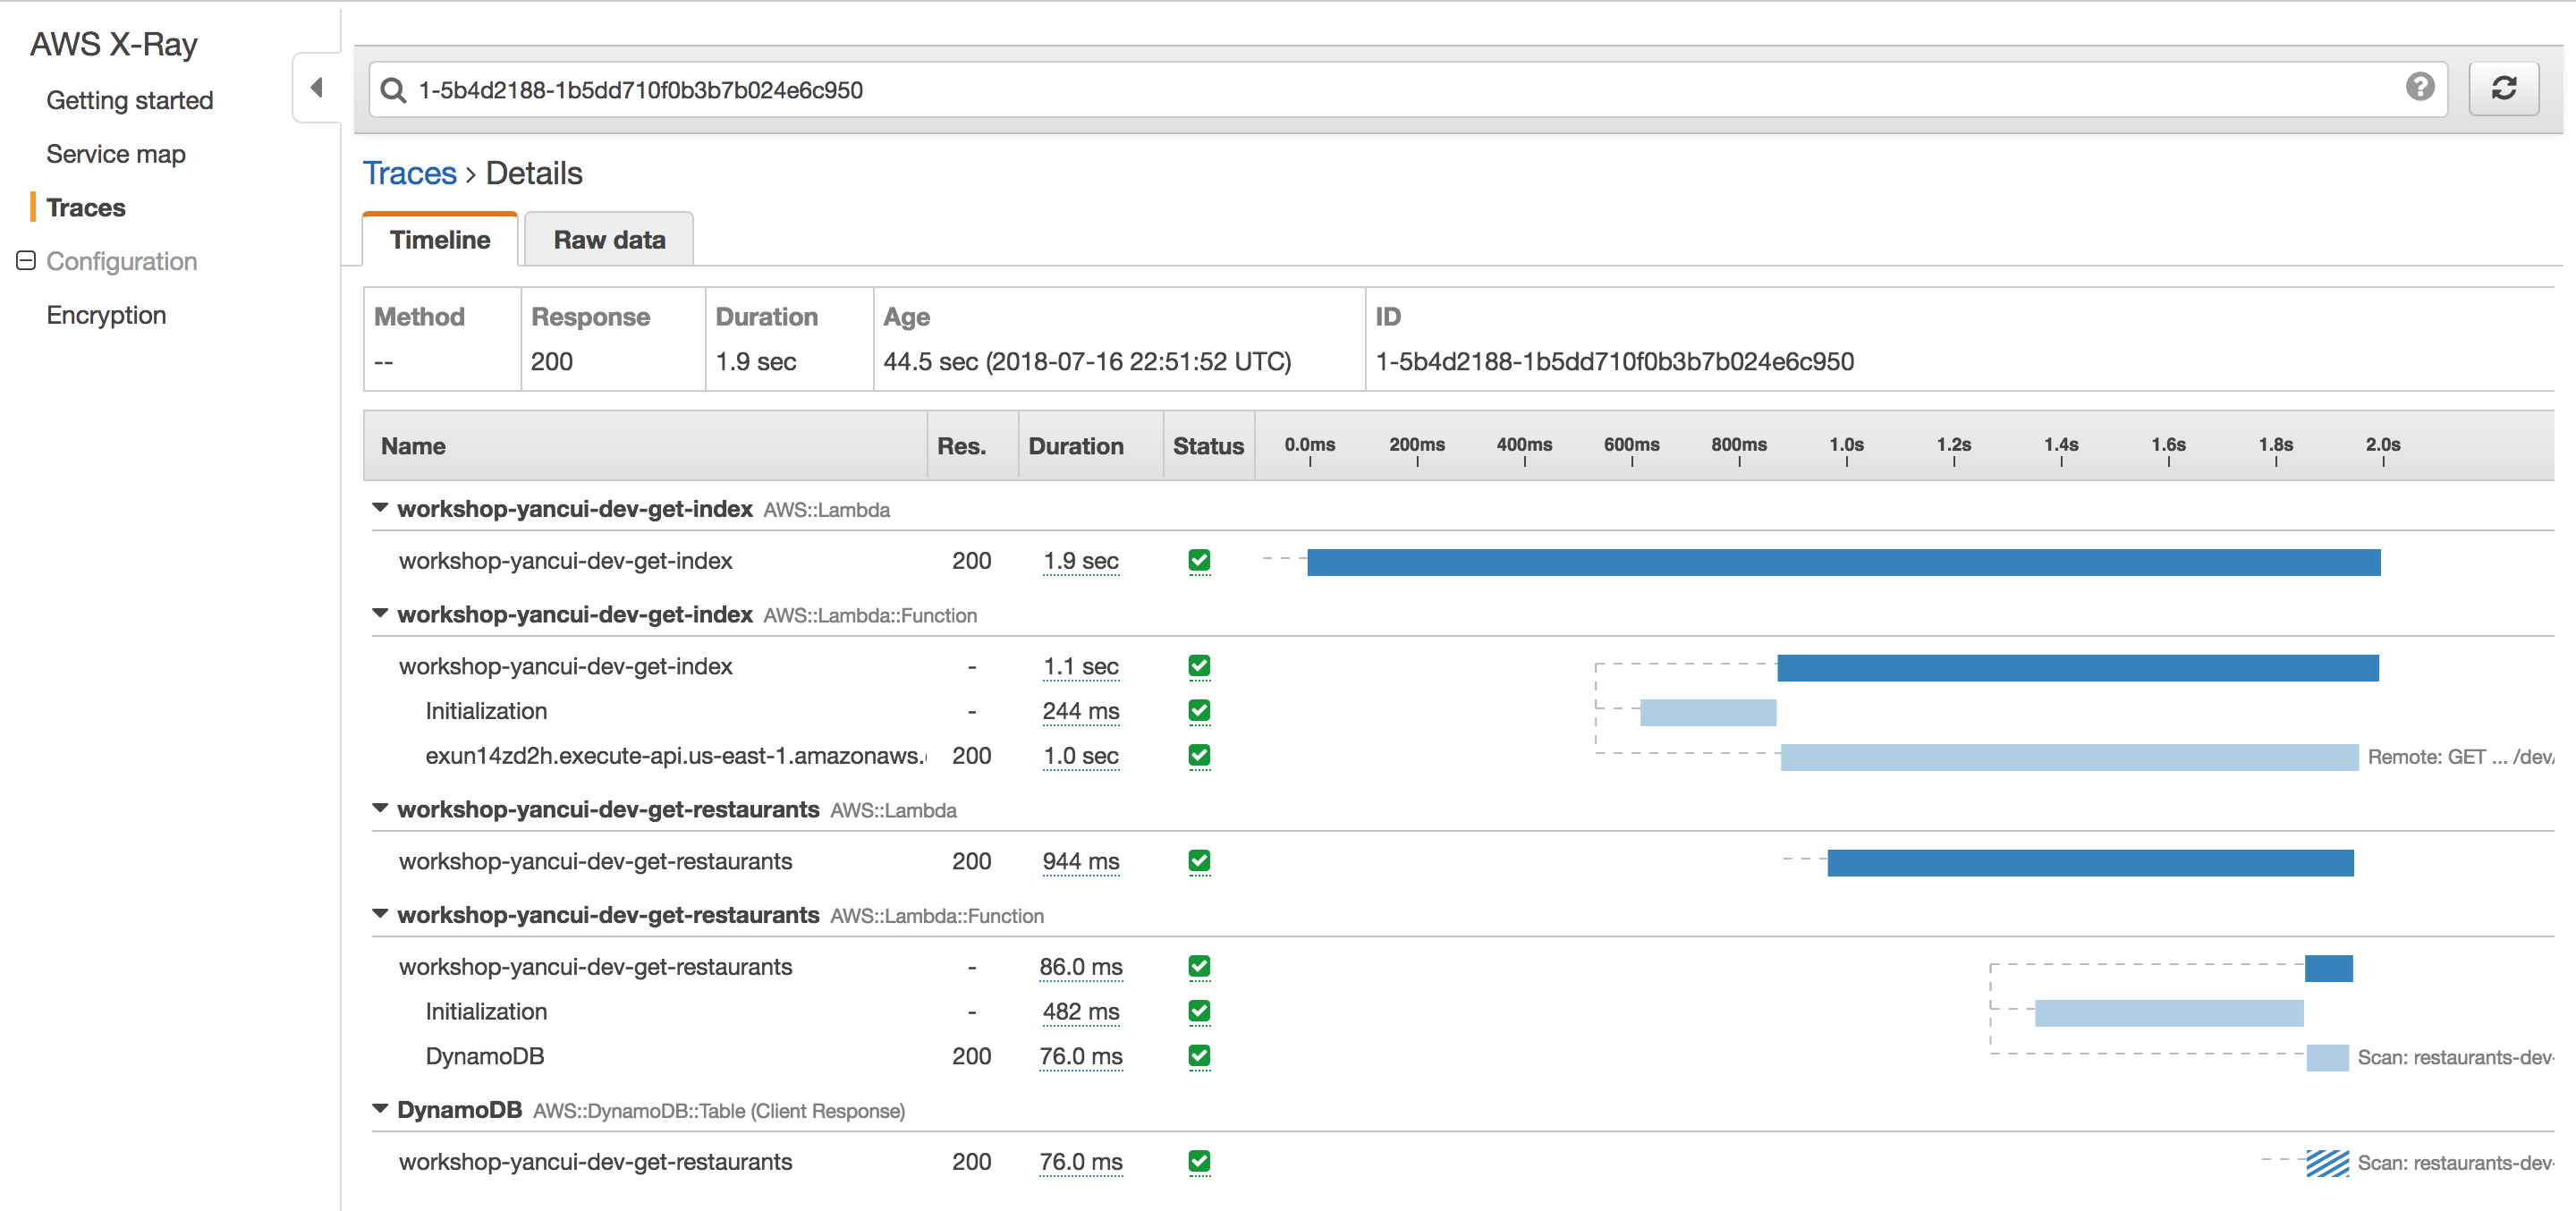 AWS X-Ray
Getting started
Service map
Traces
Configuration
Encryption
1-5b4d2188-1b5dd710f0b3b7b024e6c950
?
Traces › Details
Timeline Raw data
Method Response Duration Age ID
-- 200 1.9 sec 44.5 sec (2018-07-16 22:51:52 UTC) 1-5b4d2188-1b5dd710f0b3b7b024e6c950
Name Res. Duration Status 0.0ms 200ms 400ms 600ms 800ms 1.0s 1.2s 1.4s 1.6s 1.8s 2.0s
workshop-yancui-dev-get-index AWS::Lambda
workshop-yancui-dev-get-index 200 1.9 sec
workshop-yancui-dev-get-index AWS::Lambda::Function
workshop-yancui-dev-get-index - 1.1 sec
Initialization - 244 ms
exun14zd2h.execute-api.us-east-1.amazonaws. 200 1.0 sec Remote: GET ... /dev/
workshop-yancui-dev-get-restaurants AWS::Lambda
workshop-yancui-dev-get-restaurants 200 944 ms
workshop-yancui-dev-get-restaurants AWS::Lambda::Function
workshop-yancui-dev-get-restaurants - 86.0 ms
Initialization - 482 ms
DynamoDB 200 76.0 ms Scan: restaurants-dev-
DynamoDB AWS::DynamoDB::Table (Client Response)
workshop-yancui-dev-get-restaurants 200 76.0 ms Scan: restaurants-dev-